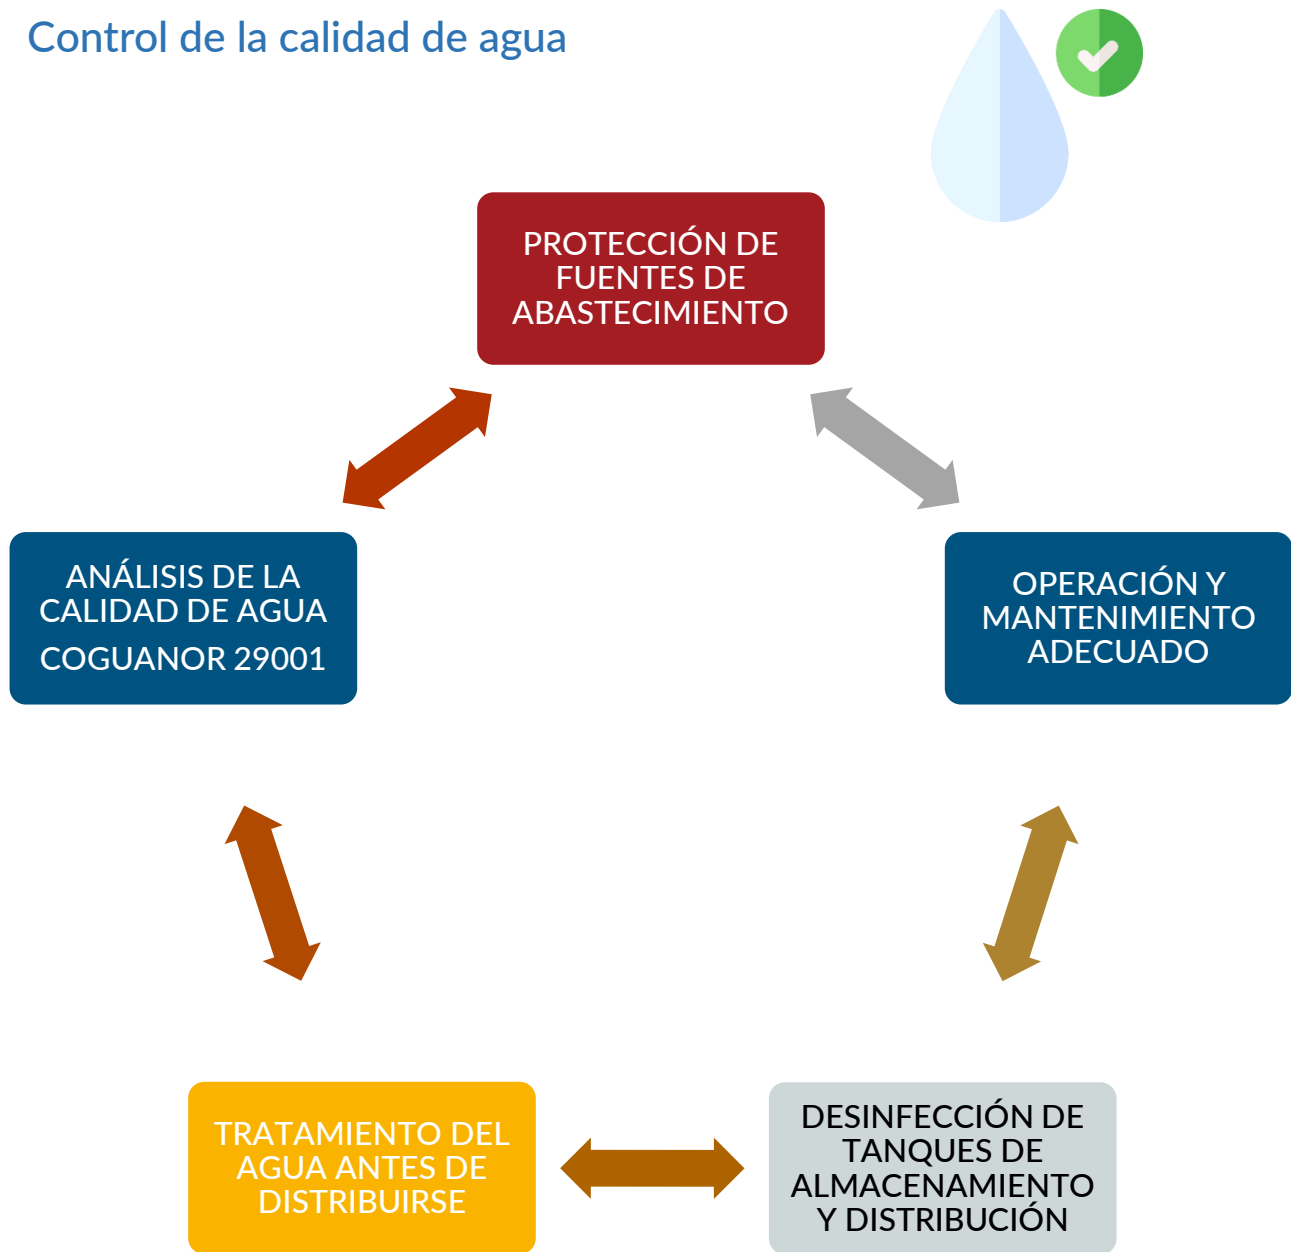 Control de la calidad de agua
PROTECCIÓN DE
FUENTES DE
ABASTECIMIENTO
ANÁLISIS DE LA
CALIDAD DE AGUA
COGUANOR 29001
OPERACIÓN Y
MANTENIMIENTO
ADECUADO
TRATAMIENTO DEL
AGUA ANTES DE
DISTRIBUIRSE
DESINFECCIÓN DE
TANQUES DE
ALMACENAMIENTO
Y DISTRIBUCIÓN